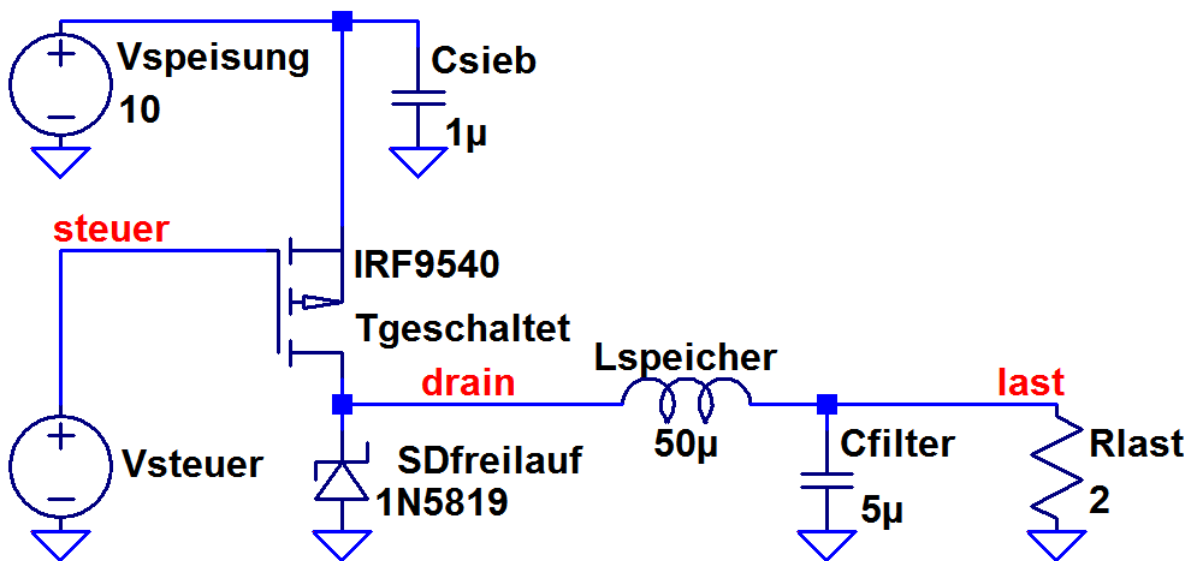 Vspeisung
10
Csieb
1µ
steuer
IRF9540
Tgeschaltet
Vsteuer
drain
SDfreilauf
1N5819
Lspeicher
50µ
last
Cfilter
5µ
Rlast
2